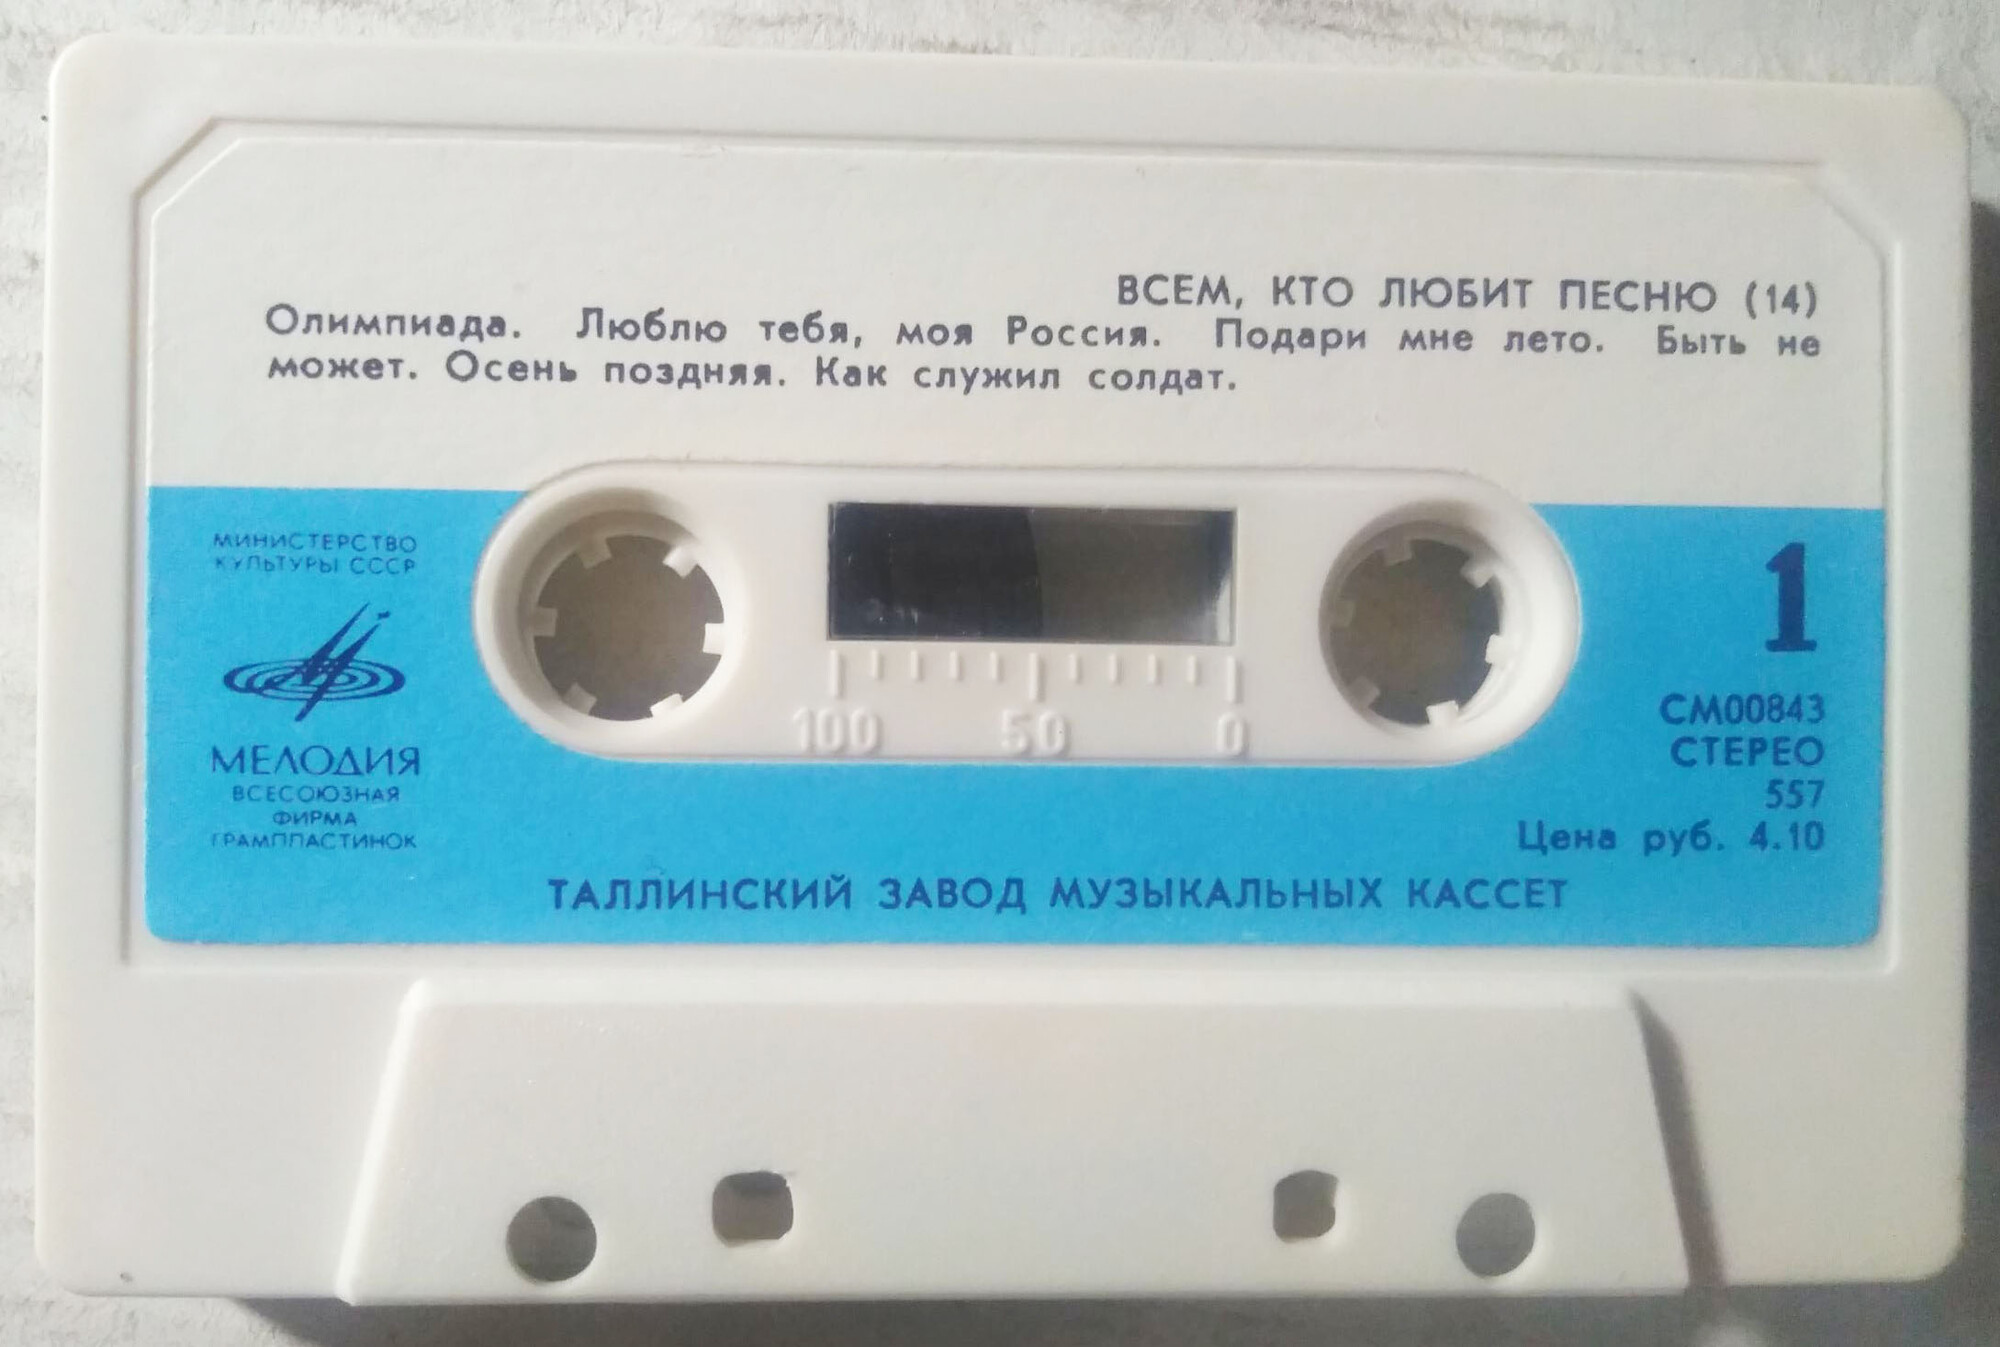 ВСЕМ, КТО ЛЮБИТ ПЕСНЮ (14)
Олимпиада. Люблю тебя, моя Россия. Подари мне лето. Быть не
может. Осень поздняя. Как служил солдат.
МИНИСТЕРСТВО
КУЛЬТУРЫ СССР
МЕЛОДИЯ
ВСЕСОЮЗНАЯ
ФИРМА
ГРАМПЛАСТИНОК
100 50 0
1
СМ00843
СТЕРЕО
557
Цена руб. 4.10
ТАЛЛИНСКИЙ ЗАВОД МУЗЫКАЛЬНЫХ КАССЕТ